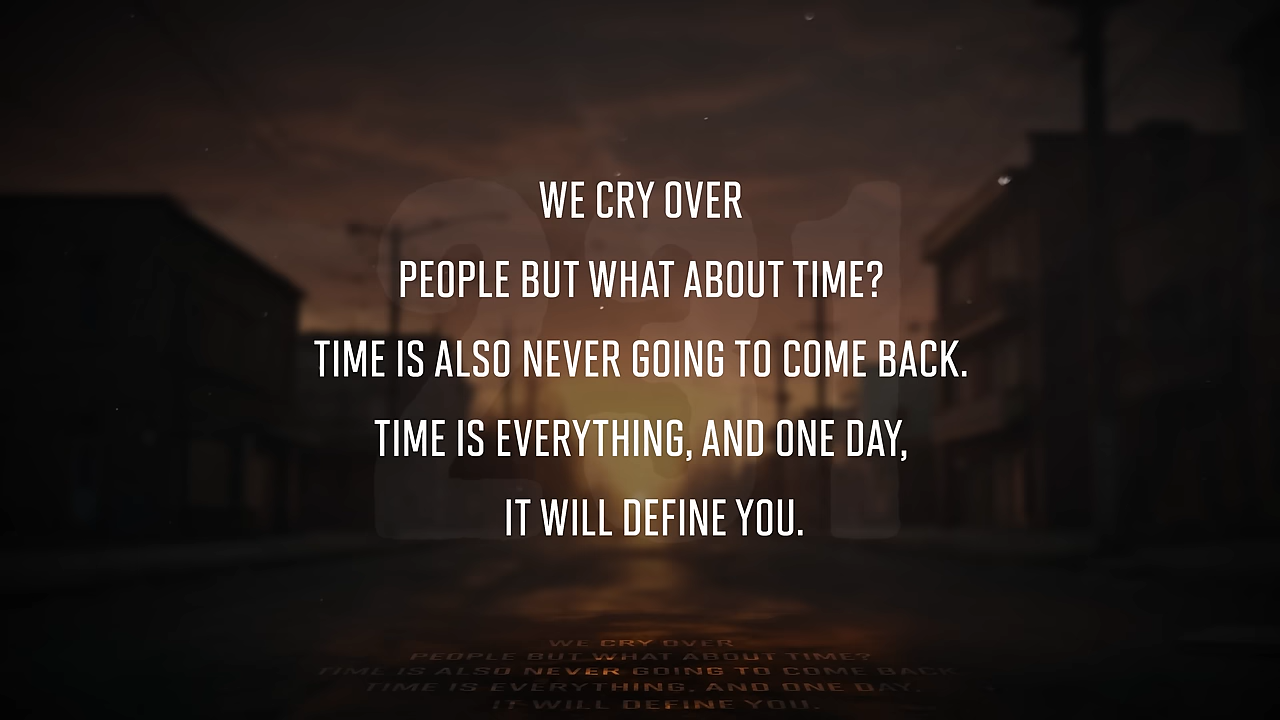 WE CRY OVER
PEOPLE BUT WHAT ABOUT TIME?
TIME IS ALSO NEVER GOING TO COME BACK.
TIME IS EVERYTHING, AND ONE DAY,
IT WILL DEFINE YOU.
231
WE CRY OVER
PEOPLE BUT WHAT ABOUT TIME?
TIME IS ALSO NEVER GOING TO COME BACK.
TIME IS EVERYTHING, AND ONE DAY,
IT WILL DEFINE YOU.